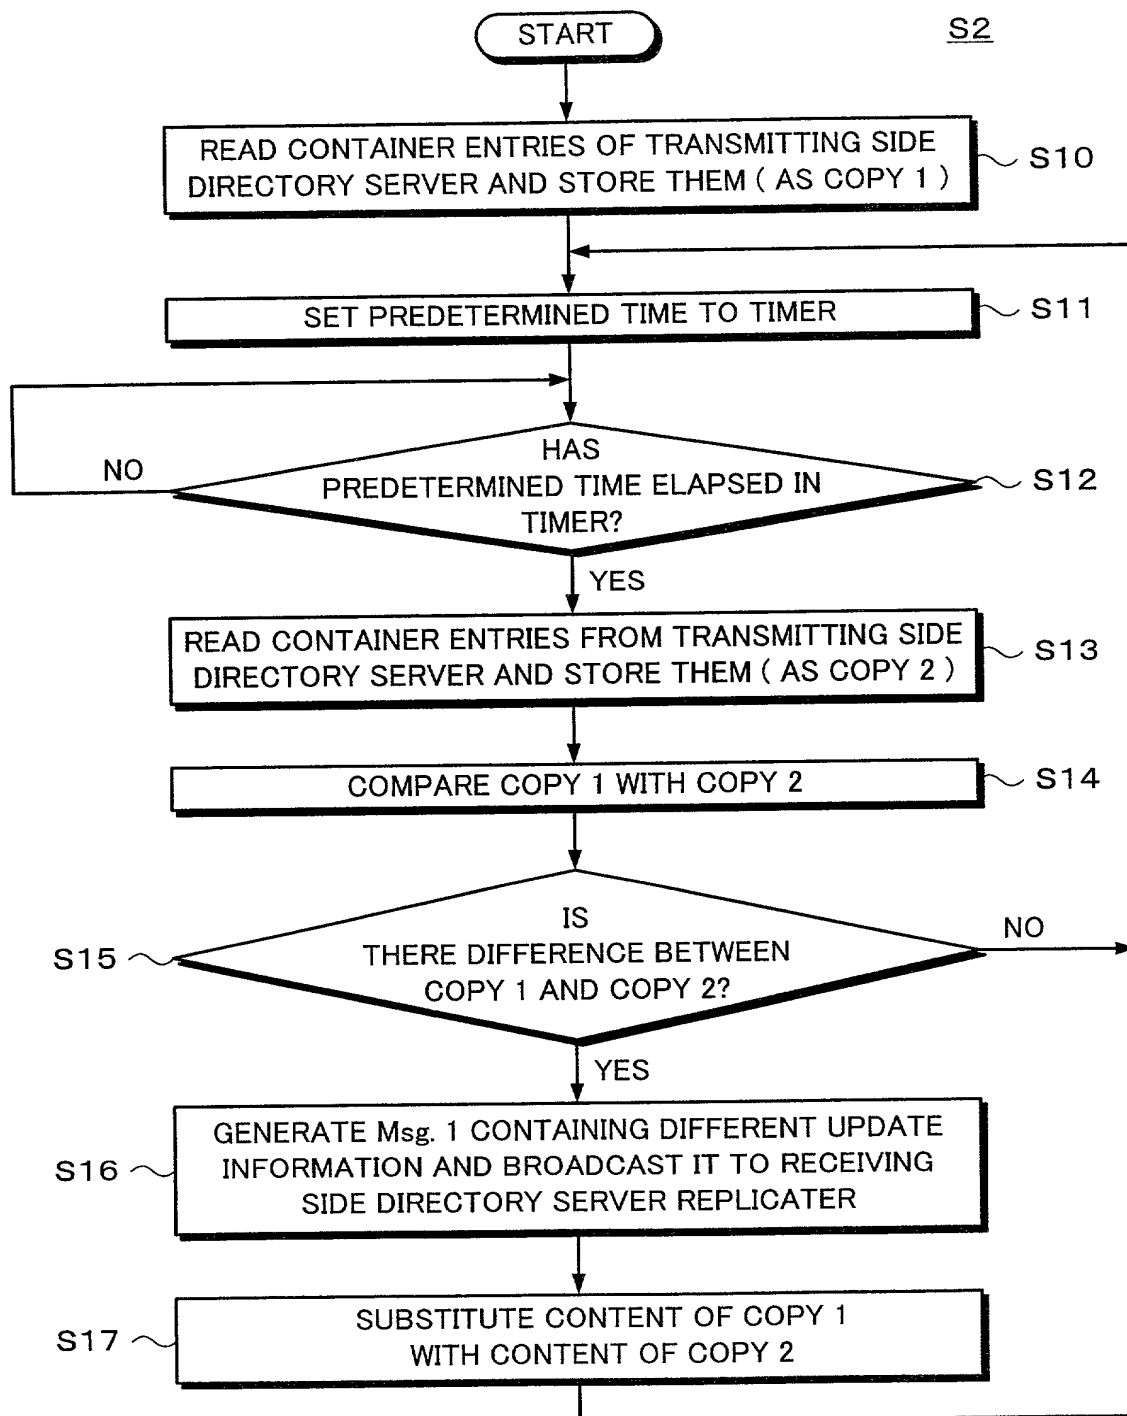 START
S2
READ CONTAINER ENTRIES OF TRANSMITTING SIDE
DIRECTORY SERVER AND STORE THEM ( AS COPY 1 )
S10
SET PREDETERMINED TIME TO TIMER
S11
NO
HAS
PREDETERMINED TIME ELAPSED IN
TIMER?
S12
YES
READ CONTAINER ENTRIES FROM TRANSMITTING SIDE
DIRECTORY SERVER AND STORE THEM ( AS COPY 2 )
S13
COMPARE COPY 1 WITH COPY 2
S14
S15
IS
THERE DIFFERENCE BETWEEN
COPY 1 AND COPY 2?
NO
YES
S16
GENERATE Msg. 1 CONTAINING DIFFERENT UPDATE
INFORMATION AND BROADCAST IT TO RECEIVING
SIDE DIRECTORY SERVER REPLICATER
S17
SUBSTITUTE CONTENT OF COPY 1
WITH CONTENT OF COPY 2